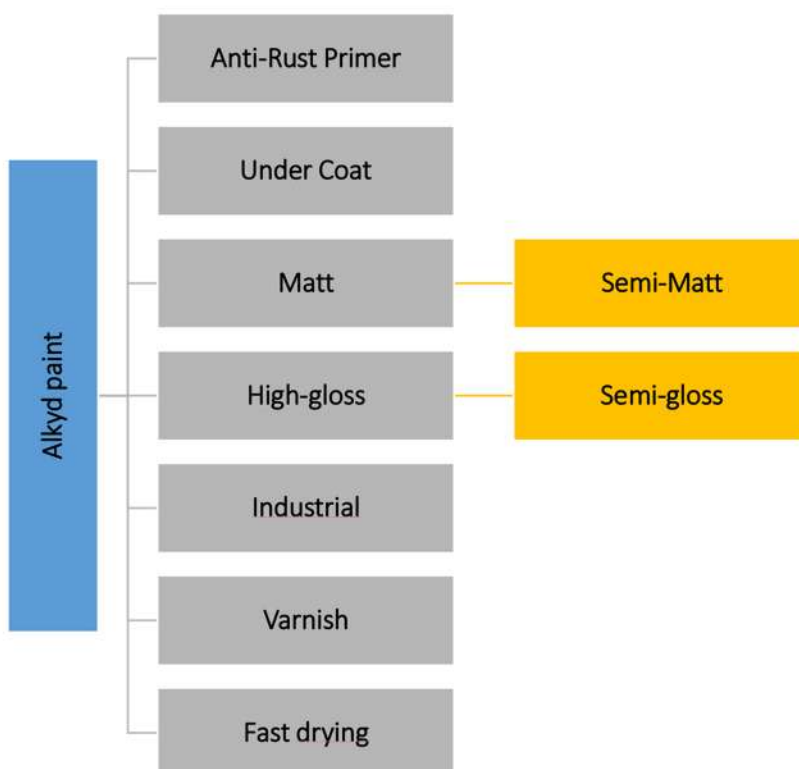 Alkyd paint
Anti-Rust Primer
Under Coat
Matt
Semi-Matt
High-gloss
Semi-gloss
Industrial
Varnish
Fast drying